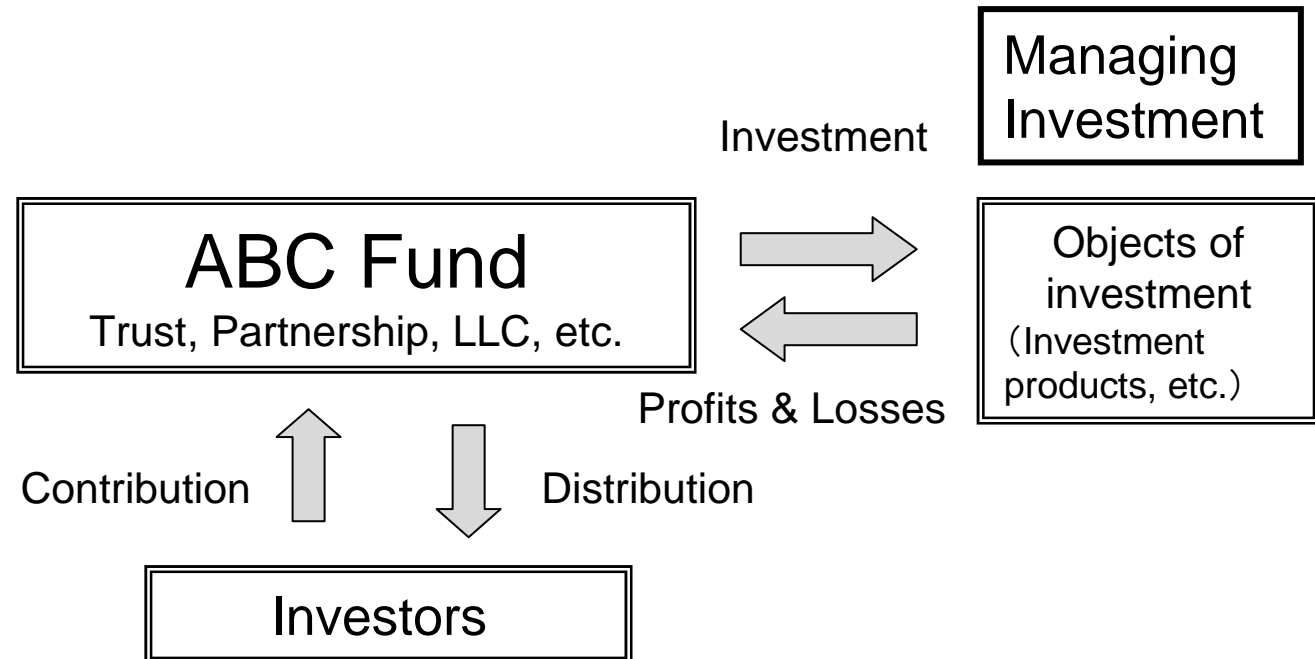 Managing
Investment
Investment
ABC Fund
Trust, Partnership, LLC, etc.
Objects of
investment
（Investment
products, etc.）
Profits & Losses
Contribution
Distribution
Investors